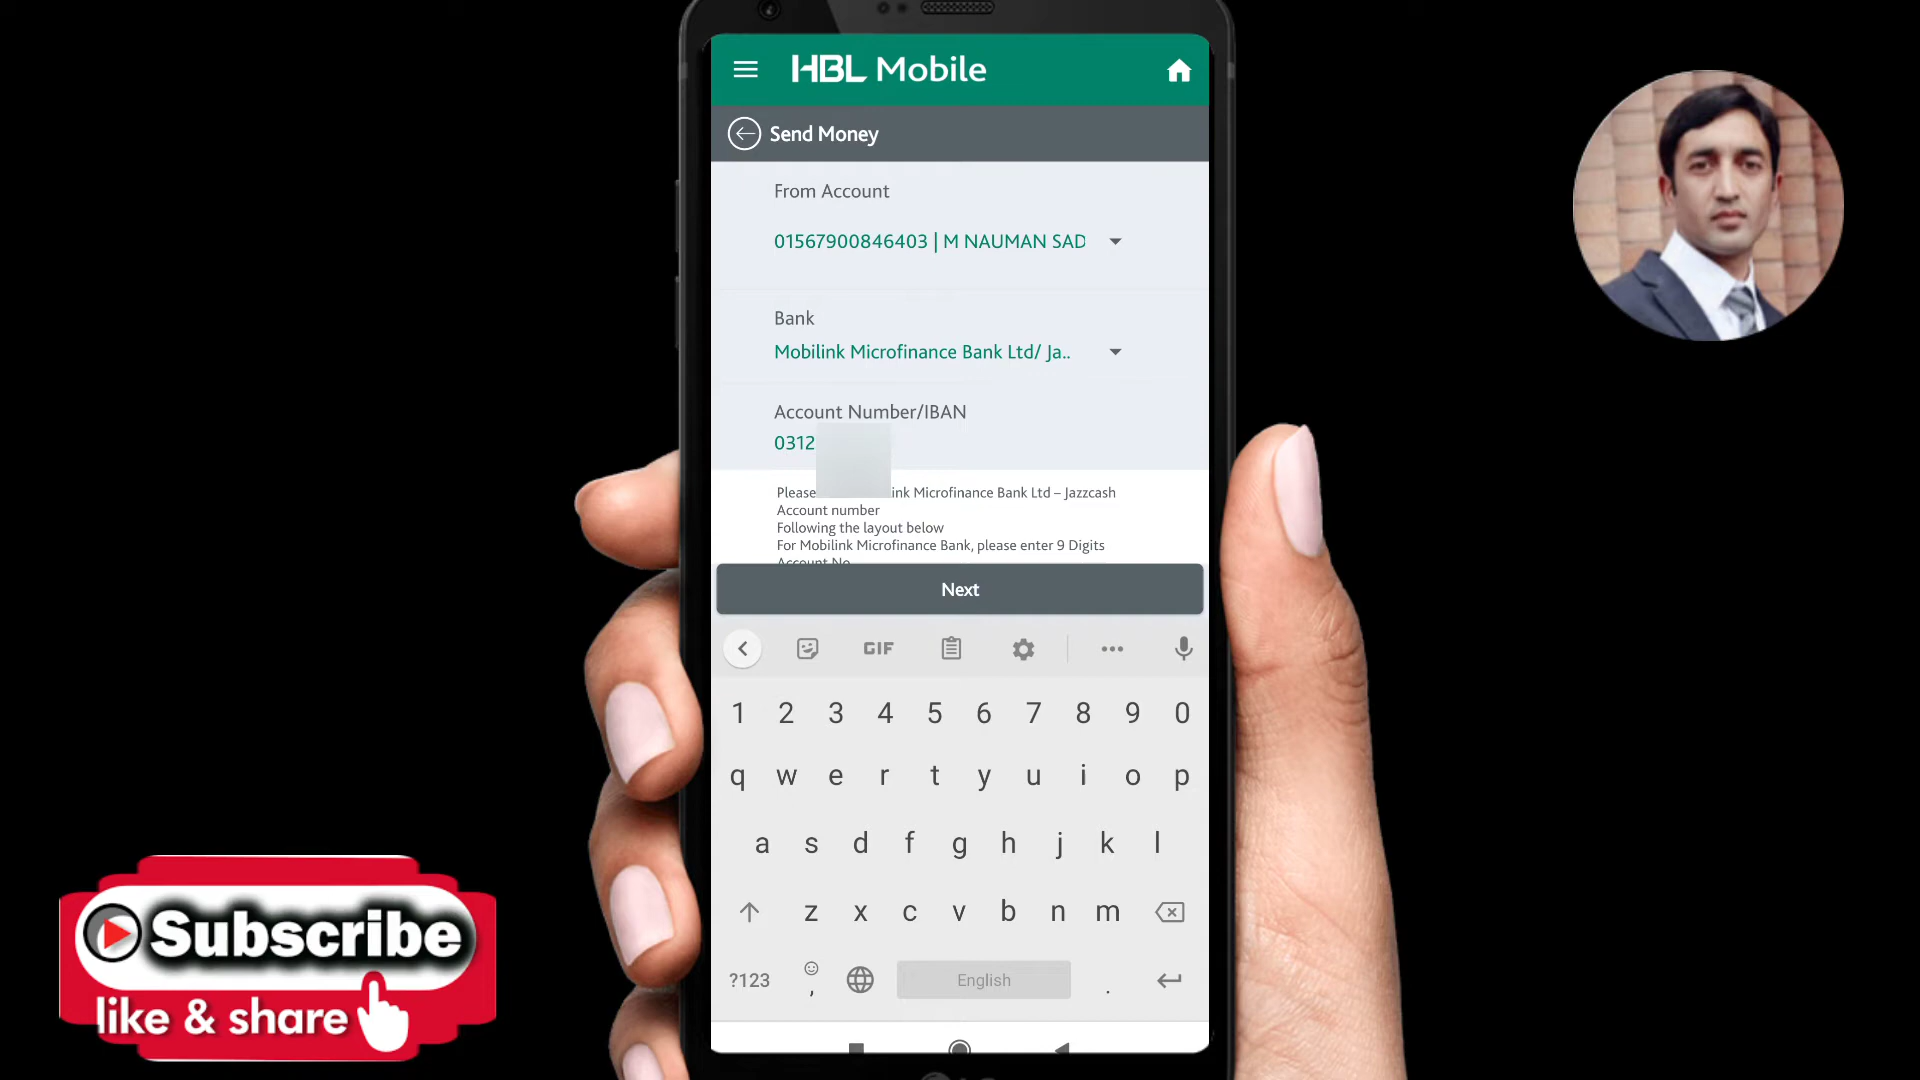 HBL Mobile
Send Money
From Account
01567900846403 | M NAUMAN SAD
Bank
Mobilink Microfinance Bank Ltd/ Ja..
Account Number/IBAN
0312
Please ink Microfinance Bank Ltd – Jazzcash
Account number
Following the layout below
For Mobilink Microfinance Bank, please enter 9 Digits
Account No
Next
GIF
1 2 3 4 5 6 7 8 9 0
q w e r t y u i o p
a s d f g h j k l
z x c v b n m
?123 , English .
Subscribe
like & share